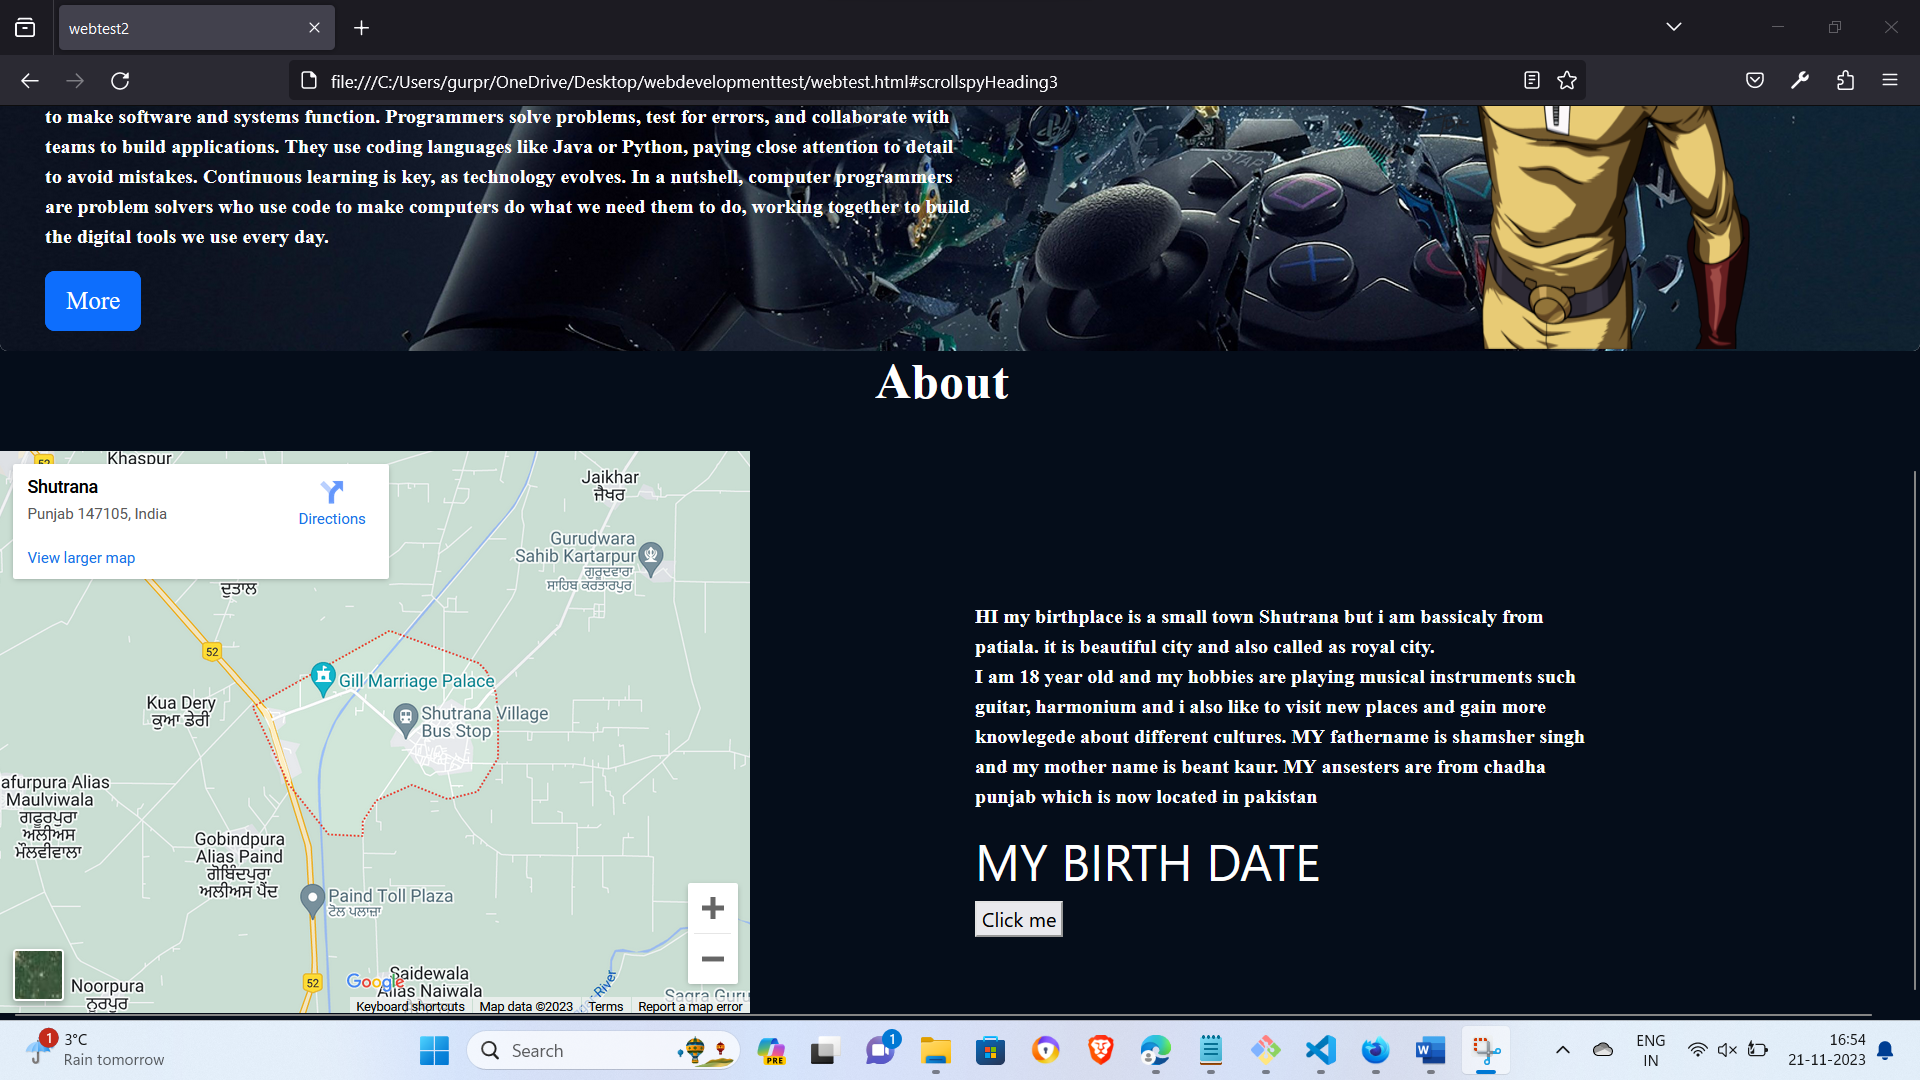 webtest2
file:///C:/Users/gurpr/OneDrive/Desktop/webdevelopmenttest/webtest.html#scrollspyHeading3
to make software and systems function. Programmers solve problems, test for errors, and collaborate with
teams to build applications. They use coding languages like Java or Python, paying close attention to detail
to avoid mistakes. Continuous learning is key, as technology evolves. In a nutshell, computer programmers
are problem solvers who use code to make computers do what we need them to do, working together to build
the digital tools we use every day.
More
START
About
Khaspur
52
Shutrana
Punjab 147105, India
Directions
View larger map
ਦੁਤਾਲ
Jaikhar
ਜੈਖਰ
Gurudwara
Sahib Kartarpur
ਗੁਰੂਦਵਾਰਾ
ਸਾਹਿਬ ਕਰਤਾਰਪੁਰ
52
Gill Marriage Palace
Kua Dery
ਕੁਆ ਡੇਰੀ
Shutrana Village
Bus Stop
afurpura Alias
Maulviwala
ਗਫੂਰਪੁਰਾ
ਅਲੀਅਸ
ਮੌਲਵੀਵਾਲਾ
Gobindpura
Alias Paind
ਗੋਬਿੰਦਪੁਰਾ
ਅਲੀਅਸ ਪੈਂਦ
Paind Toll Plaza
ਟੋਲ ਪਲਾਜ਼ਾ
Noorpura
ਨੂਰਪੁਰ
52
Google
Saidewala
Alias Naiwala
River
Sagra Guru
Keyboard shortcuts
Map data ©2023
Terms
Report a map error
HI my birthplace is a small town Shutrana but i am bassicaly from
patiala. it is beautiful city and also called as royal city.
I am 18 year old and my hobbies are playing musical instruments such
guitar, harmonium and i also like to visit new places and gain more
knowlegede about different cultures. MY fathername is shamsher singh
and my mother name is beant kaur. MY ansesters are from chadha
punjab which is now located in pakistan
MY BIRTH DATE
Click me
1
3°C
Rain tomorrow
Search
PRE
1
W
ENG
IN
16:54
21-11-2023